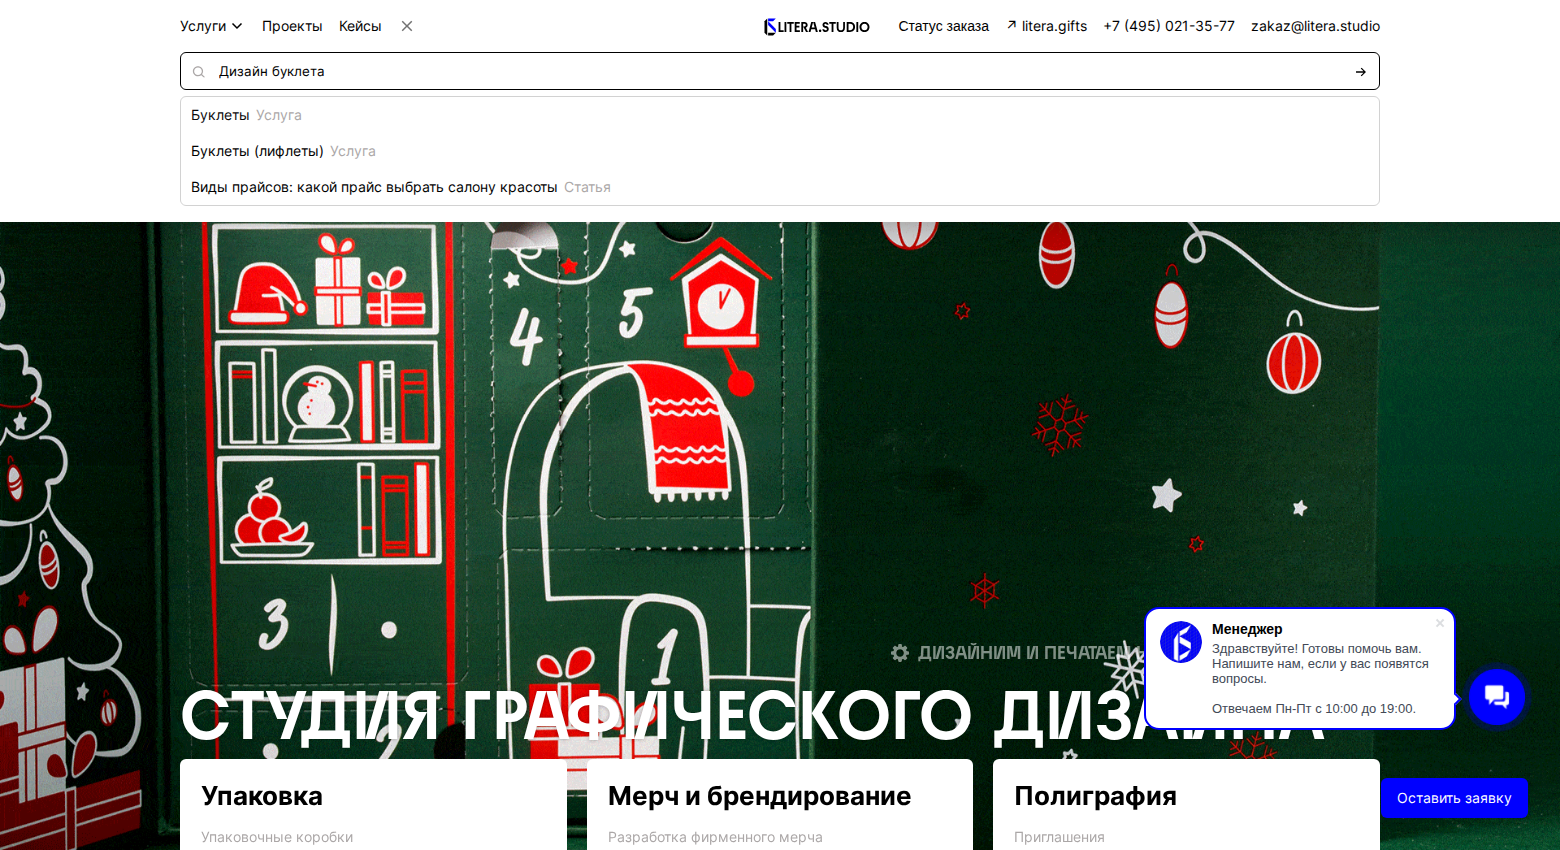 Услуги Проекты Кейсы LITERA.STUDIO Статус заказа litera.gifts +7 (495) 021-35-77 zakaz@litera.studio
Дизайн буклета
Буклеты Услуга
Буклеты (лифлеты) Услуга
Виды прайсов: какой прайс выбрать салону красоты Статья
4
5
3
1
2
ДИЗАЙНИМ И ПЕЧАТАЕМ
СТУДИЯ ГРАФИЧЕСКОГО ДИЗАЙНА
Менеджер
Здравствуйте! Готовы помочь вам.
Напишите нам, если у вас появятся
вопросы.
Отвечаем Пн-Пт с 10:00 до 19:00.
Упаковка
Упаковочные коробки
Мерч и брендирование
Разработка фирменного мерча
Полиграфия
Приглашения
Оставить заявку